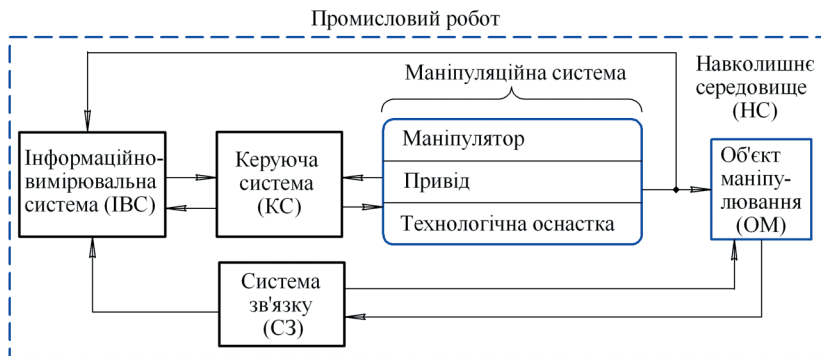 Промисловий робот
Маніпуляційна система
Навколишнє
середовище
(НС)
Інформаційно-
вимірювальна
система (ІВС)
Керуюча
система
(КС)
Маніпулятор
Привід
Технологічна оснастка
Об'єкт
маніпу-
лювання
(ОМ)
Система
зв'язку
(СЗ)